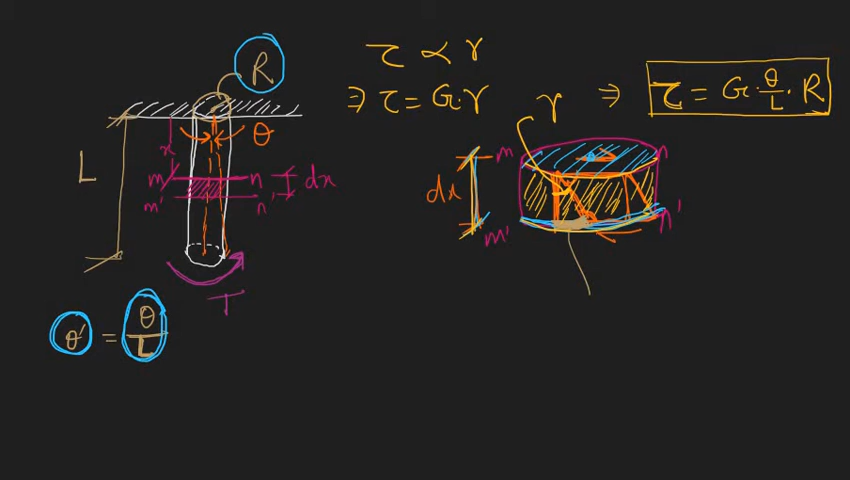 R
τ ∝ γ
⇒ τ = G·γ
γ
⇒ τ = G·θ/L·R
θ
L
x
m n
dx
m' n'
T
m n
dx
m' n'
θ' = θ/L